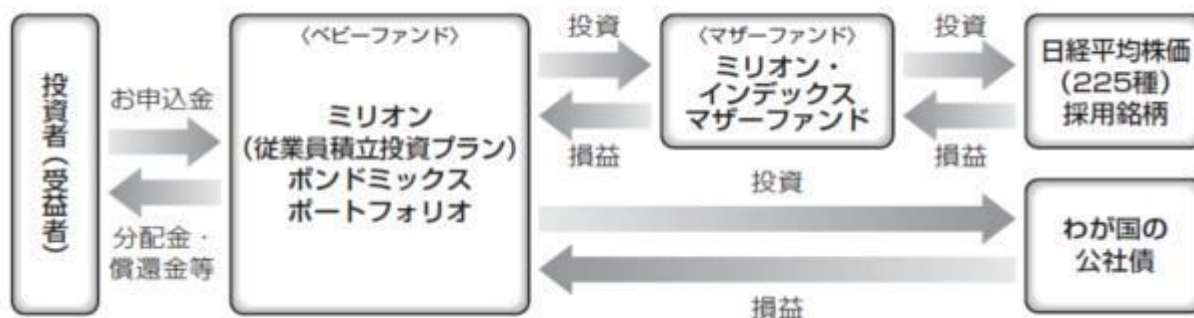 投資者（受益者）
お申込金
分配金・
償還金等
〈ベビーファンド〉
ミリオン
（従業員積立投資プラン）
ボンドミックス
ポートフォリオ
投資
損益
〈マザーファンド〉
ミリオン・
インデックス
マザーファンド
投資
損益
日経平均株価
（225種）
採用銘柄
投資
損益
わが国の
公社債